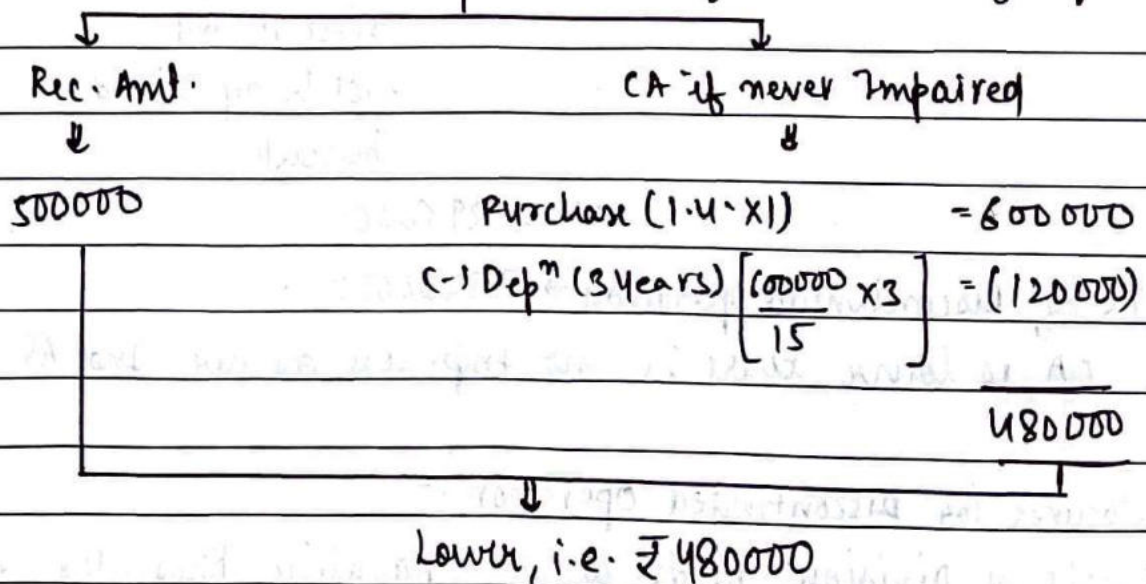 Rec. Amt. CA if never Impaired
500000 Purchase (1.4.X1) = 600000
(-) Depⁿ (3 years) [600000/15 x3] = (120000)
480000
Lower, i.e. ₹480000